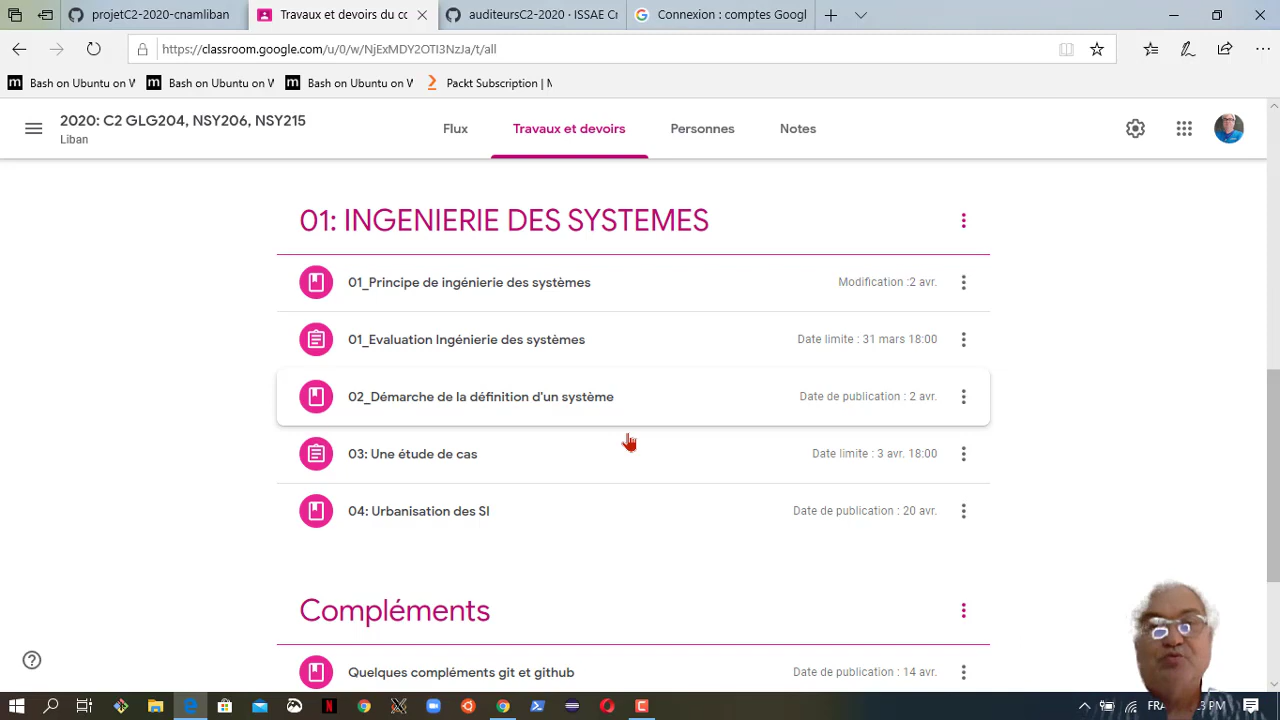 projetC2-2020-cnamliban
Travaux et devoirs du cc
auditeursC2-2020 · ISSAE Cn
Connexion : comptes Googl
https://classroom.google.com/u/0/w/NjExMDY2OTI3NzJa/t/all
Bash on Ubuntu on W
Bash on Ubuntu on W
Bash on Ubuntu on W
Packt Subscription | N
2020: C2 GLG204, NSY206, NSY215
Liban
Flux
Travaux et devoirs
Personnes
Notes
01: INGENIERIE DES SYSTEMES
01_Principe de ingénierie des systèmes
Modification :2 avr.
01_Evaluation Ingénierie des systèmes
Date limite : 31 mars 18:00
02_Démarche de la définition d'un système
Date de publication : 2 avr.
03: Une étude de cas
Date limite : 3 avr. 18:00
04: Urbanisation des SI
Date de publication : 20 avr.
Compléments
Quelques compléments git et github
Date de publication : 14 avr.
FRA
PM